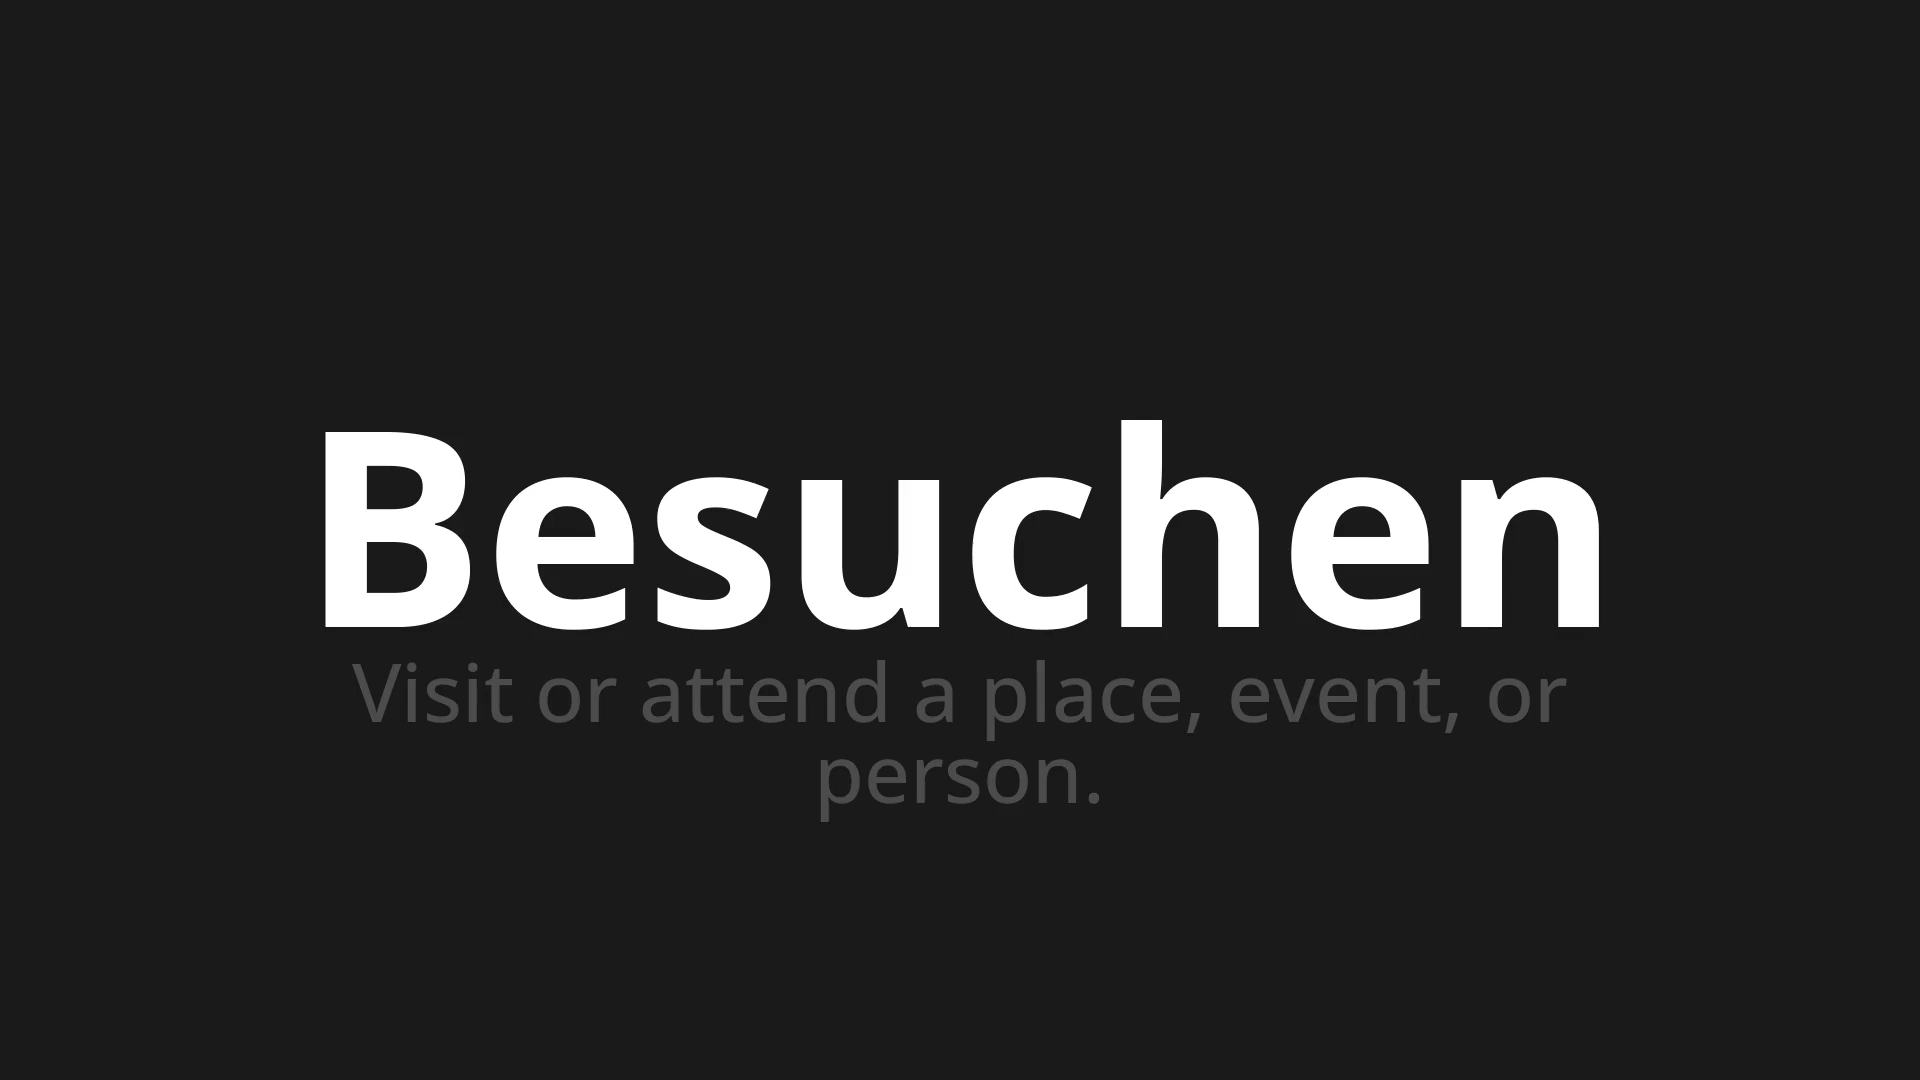 Besuchen
Visit or attend a place, event, or
person.